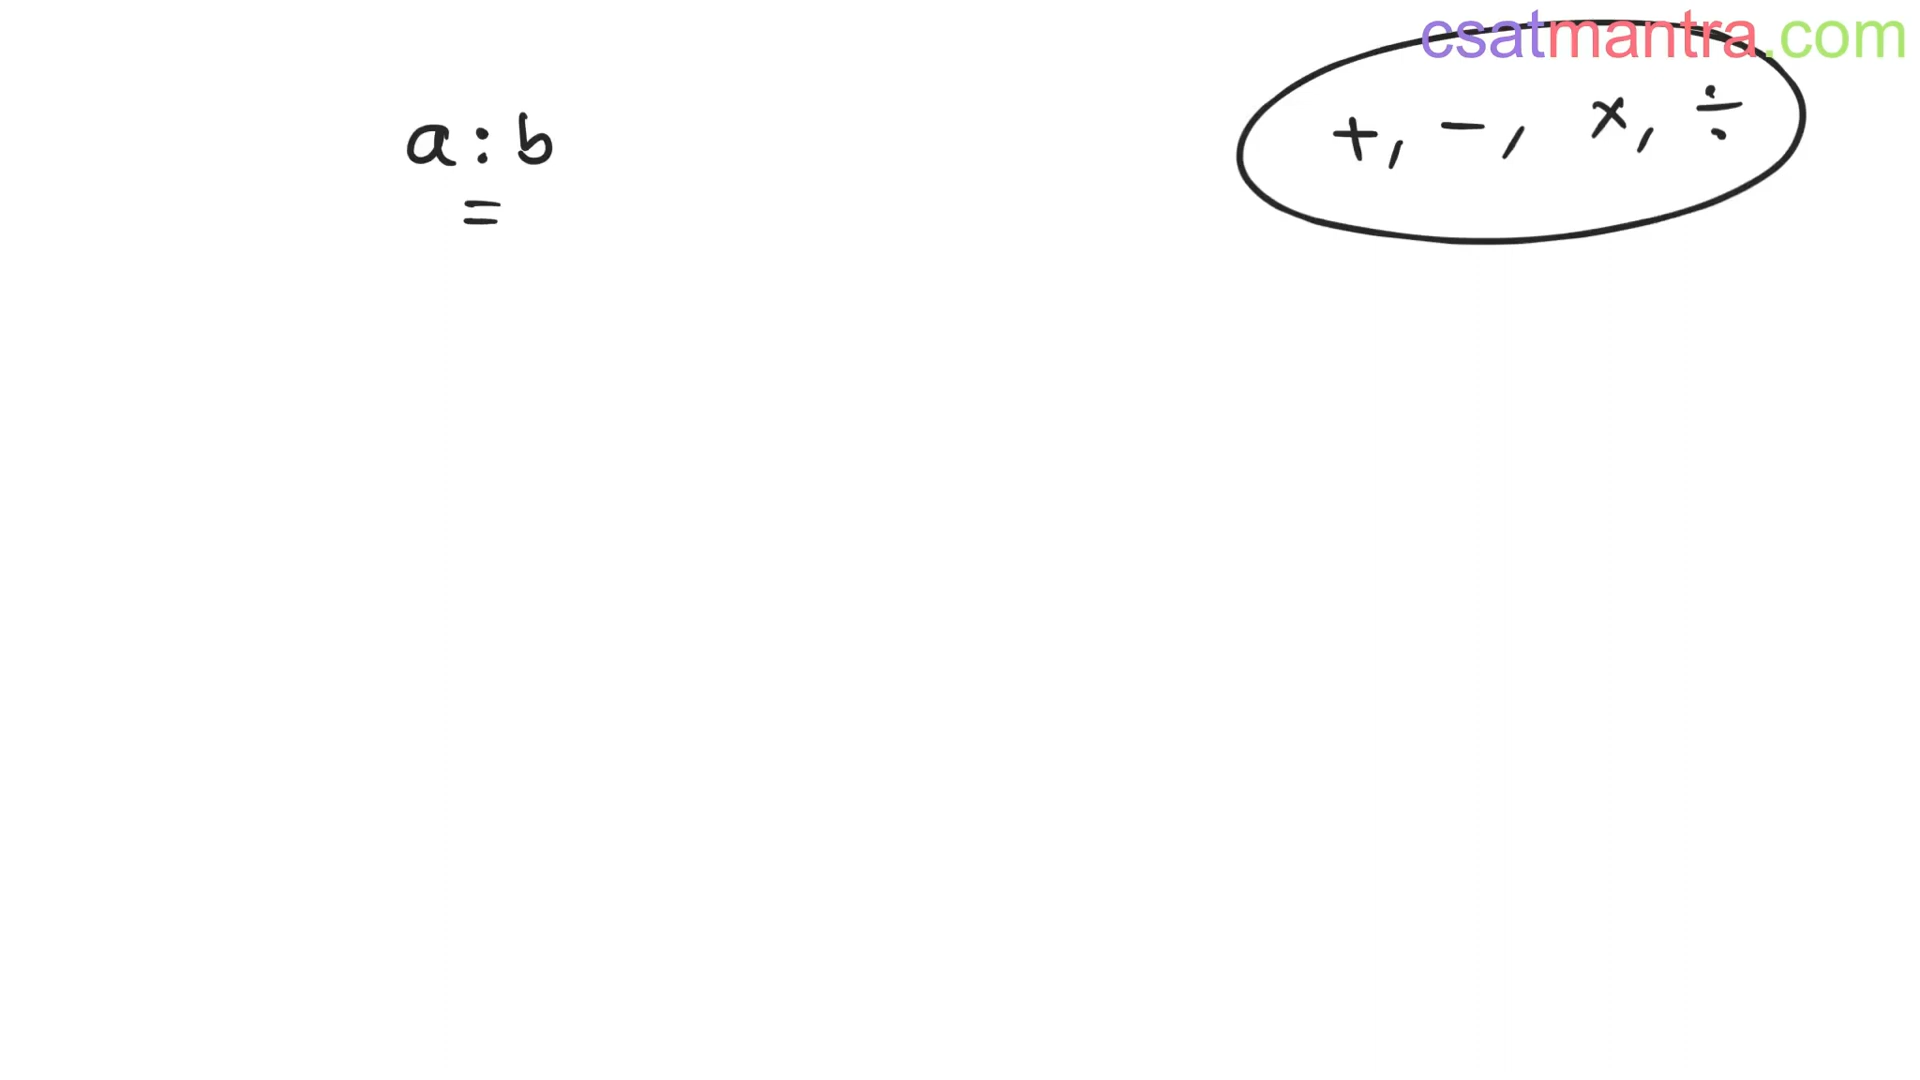 csatmantra.com
a : b
=
+, -, ×, ÷